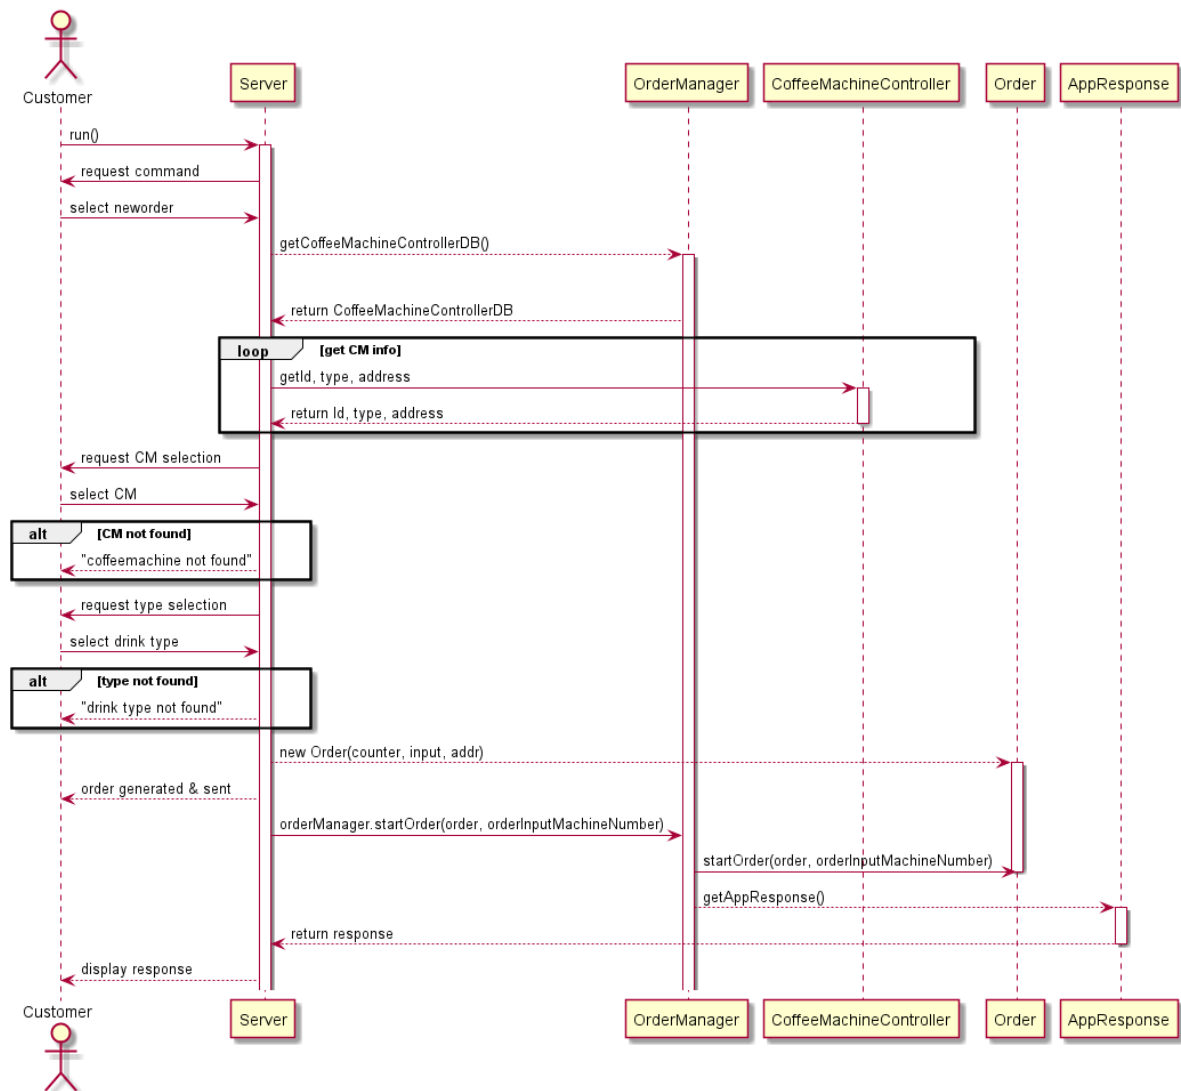 Customer
Server
OrderManager
CoffeeMachineController
Order
AppResponse
run()
request command
select neworder
getCoffeeMachineControllerDB()
return CoffeeMachineControllerDB
loop [get CM info]
getId, type, address
return Id, type, address
request CM selection
select CM
alt [CM not found]
"coffeemachine not found"
request type selection
select drink type
alt [type not found]
"drink type not found"
new Order(counter, input, addr)
order generated & sent
orderManager.startOrder(order, orderInputMachineNumber)
startOrder(order, orderInputMachineNumber)
getAppResponse()
return response
display response
Customer
Server
OrderManager
CoffeeMachineController
Order
AppResponse